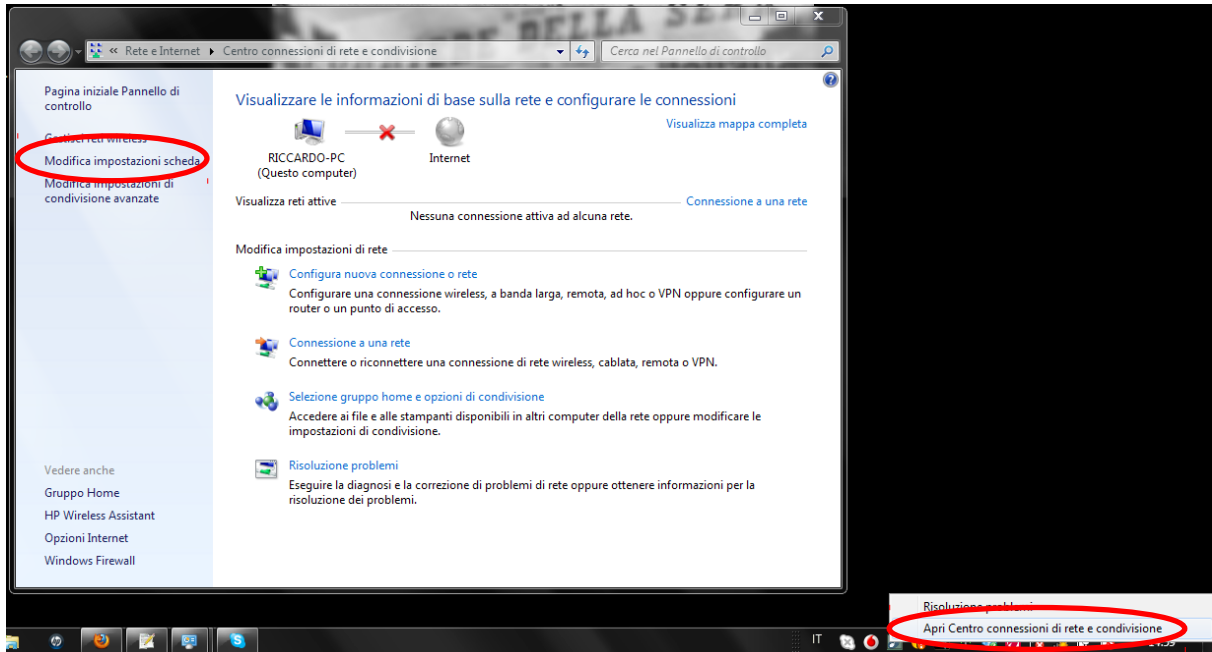 « Rete e Internet ▸ Centro connessioni di rete e condivisione
Cerca nel Pannello di controllo
Pagina iniziale Pannello di
controllo
Gestisci reti wireless
Modifica impostazioni scheda
Modifica impostazioni di
condivisione avanzate
Visualizzare le informazioni di base sulla rete e configurare le connessioni
Visualizza mappa completa
RICCARDO-PC
(Questo computer)
Internet
Visualizza reti attive
Connessione a una rete
Nessuna connessione attiva ad alcuna rete.
Modifica impostazioni di rete
Configura nuova connessione o rete
Configurare una connessione wireless, a banda larga, remota, ad hoc o VPN oppure configurare un
router o un punto di accesso.
Connessione a una rete
Connettere o riconnettere una connessione di rete wireless, cablata, remota o VPN.
Selezione gruppo home e opzioni di condivisione
Accedere ai file e alle stampanti disponibili in altri computer della rete oppure modificare le
impostazioni di condivisione.
Risoluzione problemi
Eseguire la diagnosi e la correzione di problemi di rete oppure ottenere informazioni per la
risoluzione dei problemi.
Vedere anche
Gruppo Home
HP Wireless Assistant
Opzioni Internet
Windows Firewall
Risoluzione problemi
Apri Centro connessioni di rete e condivisione
IT